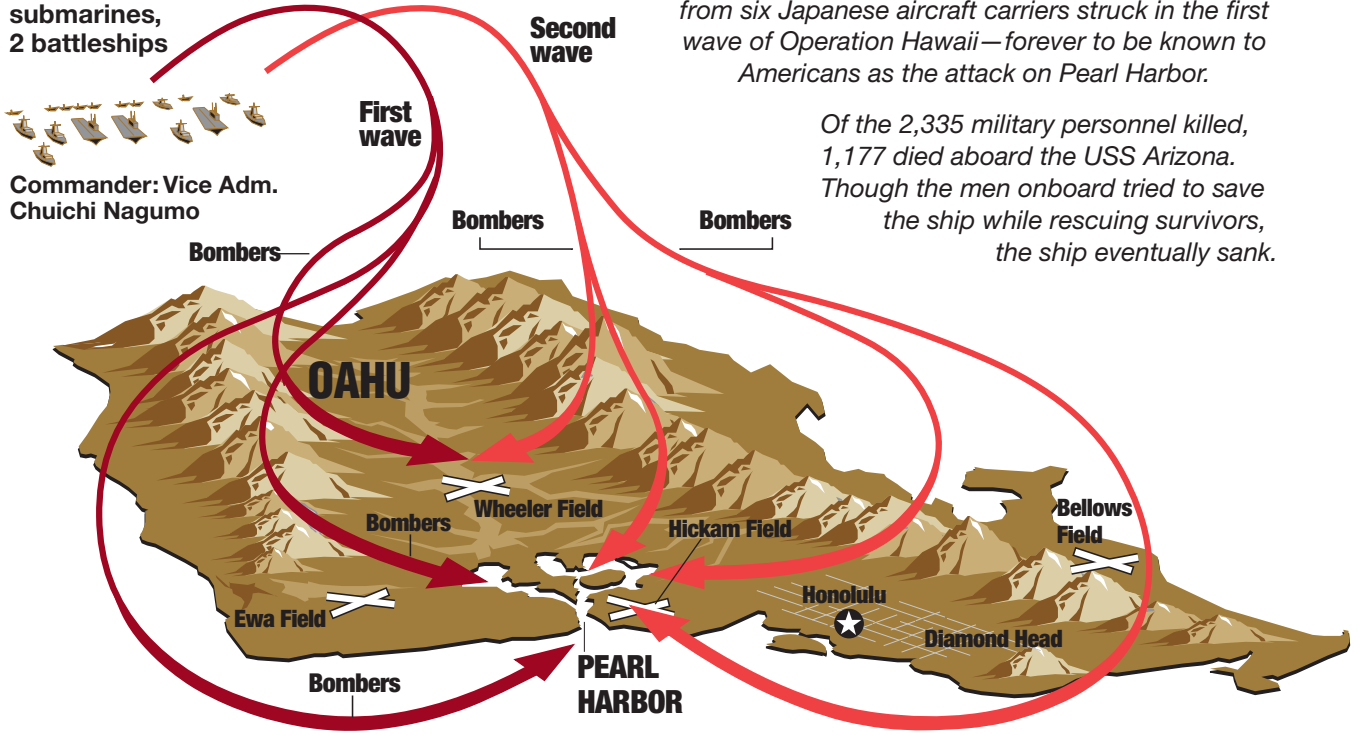 submarines,
2 battleships
Commander: Vice Adm.
Chuichi Nagumo
First
wave
Second
wave
from six Japanese aircraft carriers struck in the first
wave of Operation Hawaii—forever to be known to
Americans as the attack on Pearl Harbor.
Of the 2,335 military personnel killed,
1,177 died aboard the USS Arizona.
Though the men onboard tried to save
the ship while rescuing survivors,
the ship eventually sank.
Bombers
Bombers
Bombers
OAHU
Wheeler Field
Bombers
Hickam Field
Bellows
Field
Ewa Field
Honolulu
Diamond Head
Bombers
PEARL
HARBOR